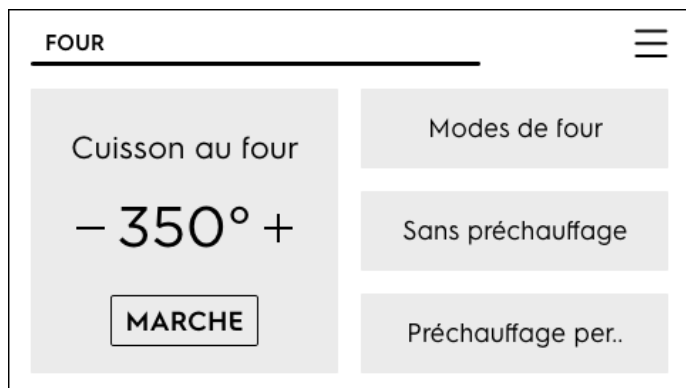 FOUR
Cuisson au four
− 350° +
MARCHE
Modes de four
Sans préchauffage
Préchauffage per..